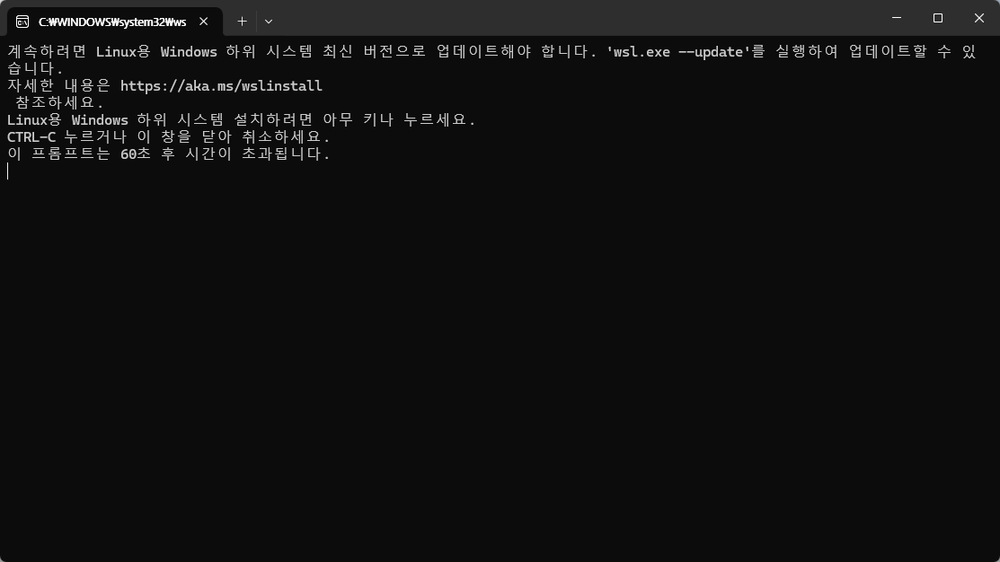 C:₩WINDOWS₩system32₩ws
계속하려면 Linux용 Windows 하위 시스템 최신 버전으로 업데이트해야 합니다. 'wsl.exe --update'를 실행하여 업데이트할 수 있
습니다.
자세한 내용은 https://aka.ms/wslinstall
참조하세요.
Linux용 Windows 하위 시스템 설치하려면 아무 키나 누르세요.
CTRL-C 누르거나 이 창을 닫아 취소하세요.
이 프롬프트는 60초 후 시간이 초과됩니다.